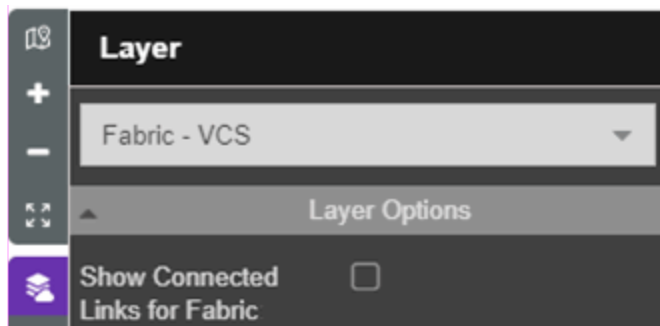 Layer
Fabric - VCS
Layer Options
Show Connected
Links for Fabric